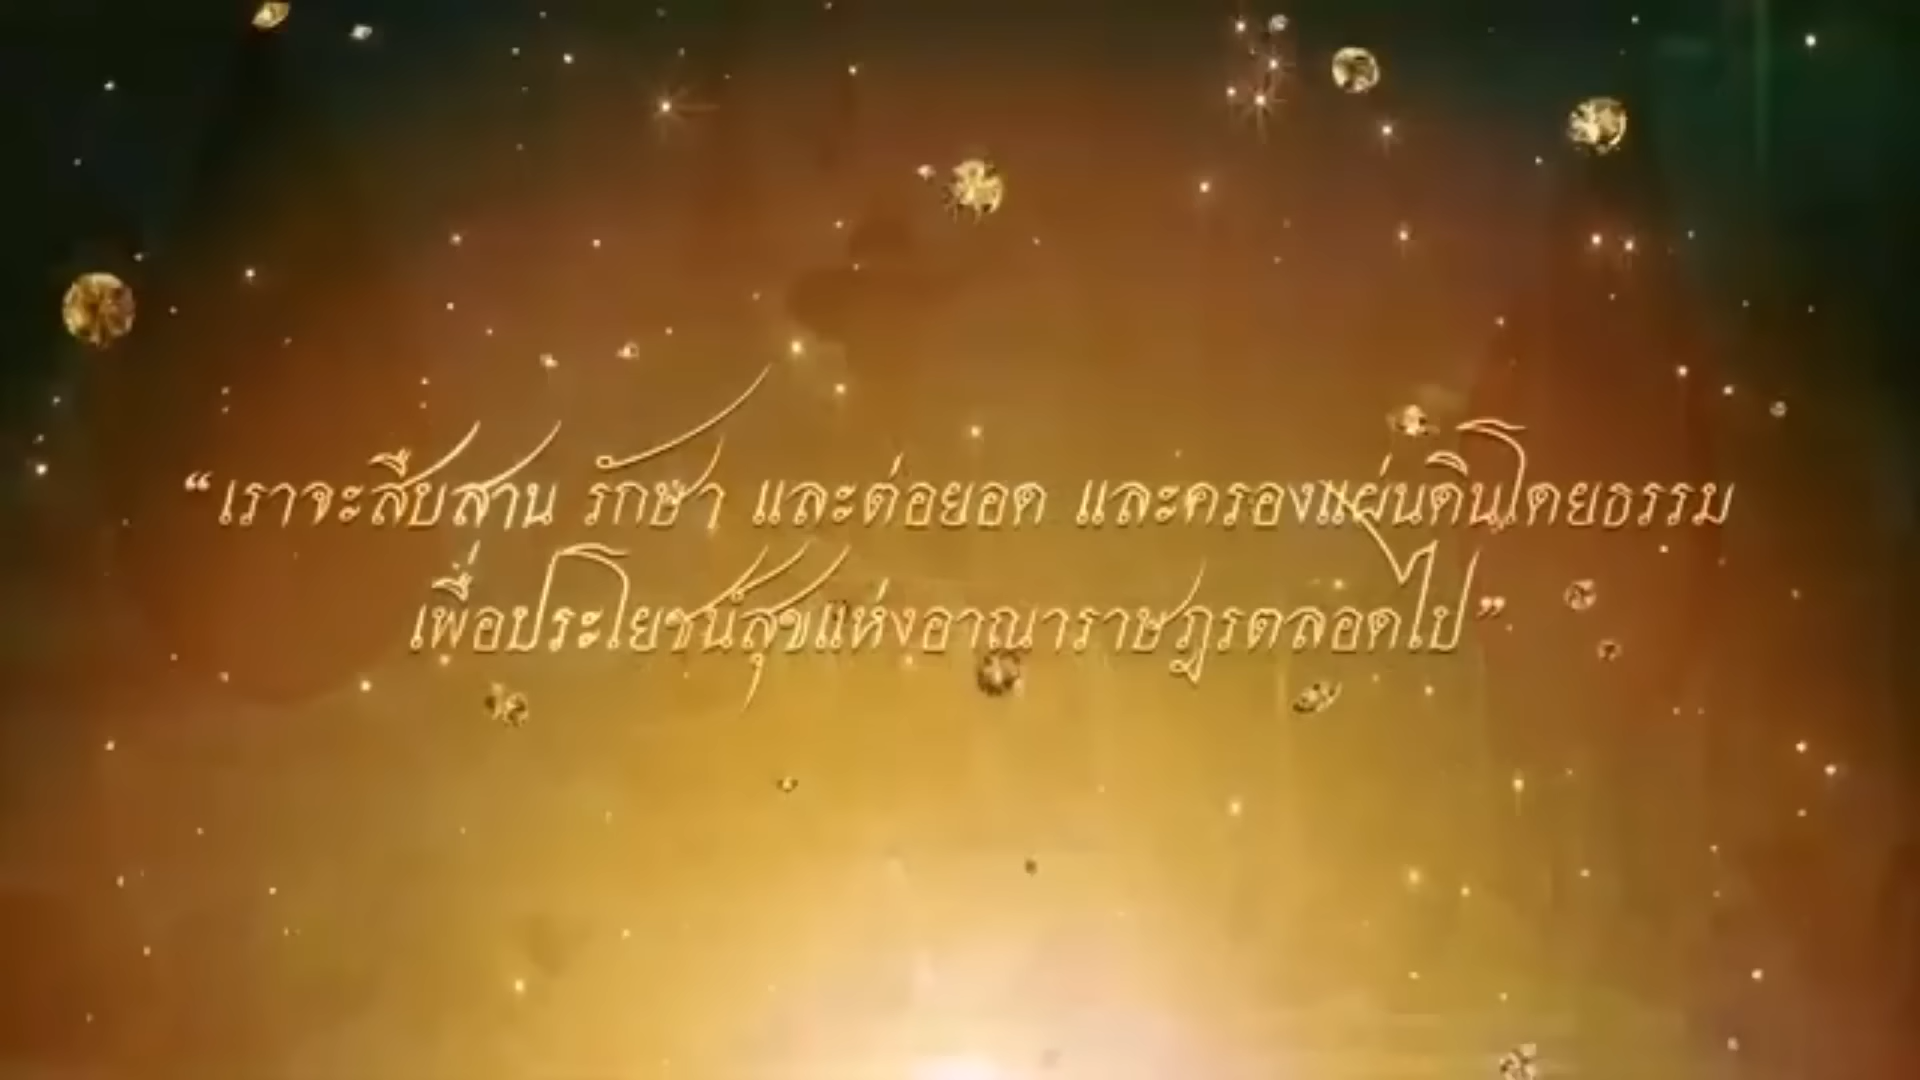 “เราจะสืบสาน รักษา และต่อยอด และครองแผ่นดินโดยธรรม
เพื่อประโยชน์สุขแห่งอาณาราษฎรตลอดไป”